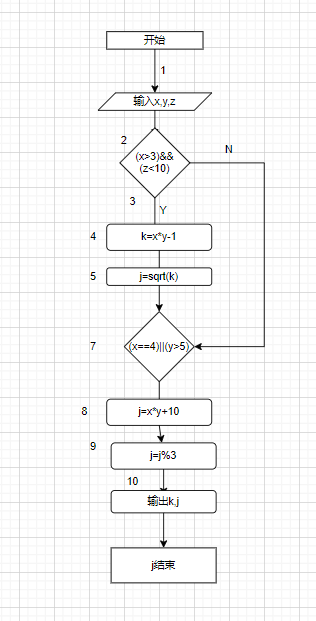 开始
1
输入x,y,z
2
(x>3)&&
(z<10)
N
3
Y
4
k=x*y-1
5
j=sqrt(k)
7
(x==4)||(y>5)
8
j=x*y+10
9
j=j%3
10
输出k,j
j结束